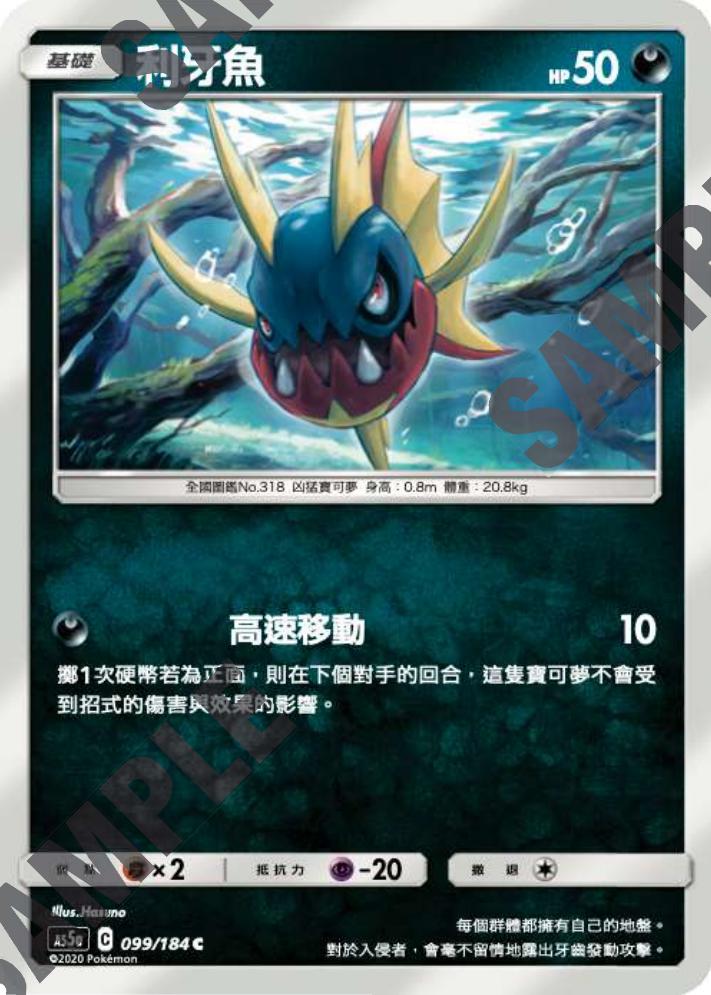 基礎 利牙魚 HP 50
全國圖鑑No.318 凶猛寶可夢 身高：0.8m 體重：20.8kg
高速移動 10
擲1次硬幣若為正面，則在下個對手的回合，這隻寶可夢不會受
到招式的傷害與效果的影響。
弱點 ×2 抵抗力 -20 撤退
Illus. Hasuno
C 099/184 C
©2020 Pokémon
每個群體都擁有自己的地盤。
對於入侵者，會毫不留情地露出牙齒發動攻擊。
SAMPLE
SAMPLE
SAMPLE